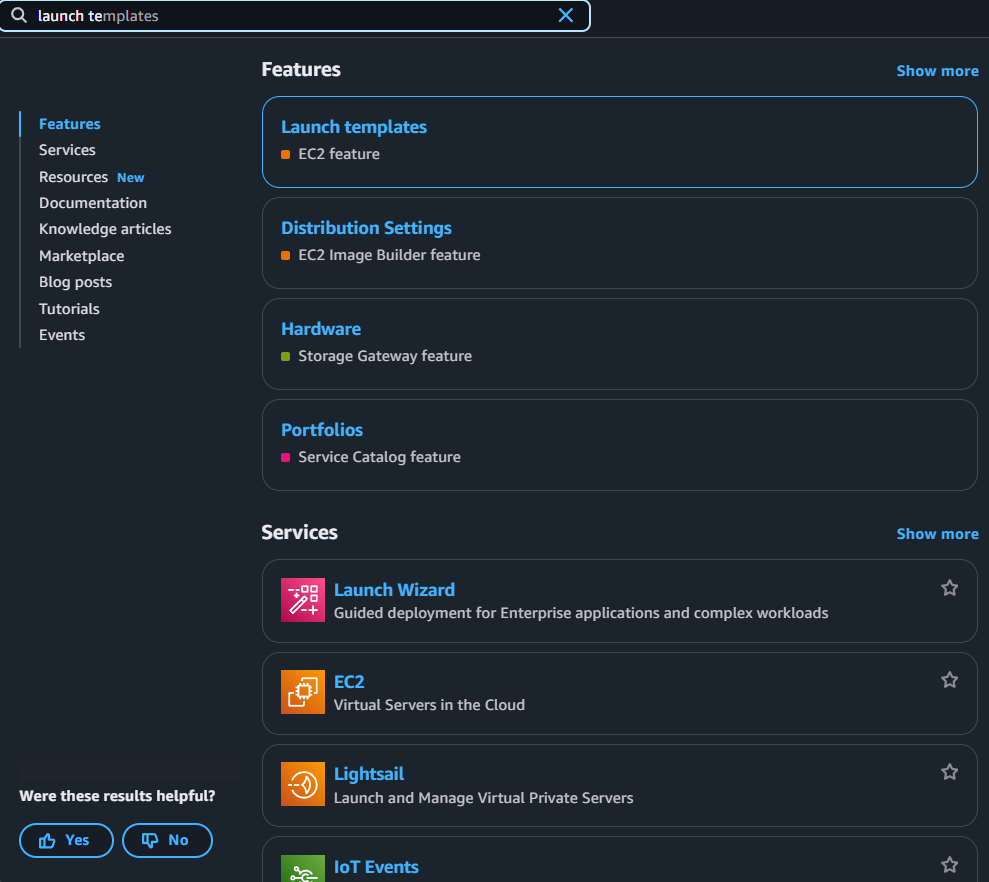 launch templates
Features
Show more
Features
Services
Resources New
Documentation
Knowledge articles
Marketplace
Blog posts
Tutorials
Events
Launch templates
EC2 feature
Distribution Settings
EC2 Image Builder feature
Hardware
Storage Gateway feature
Portfolios
Service Catalog feature
Services
Show more
Launch Wizard
Guided deployment for Enterprise applications and complex workloads
EC2
Virtual Servers in the Cloud
Lightsail
Launch and Manage Virtual Private Servers
IoT Events
Were these results helpful?
Yes
No